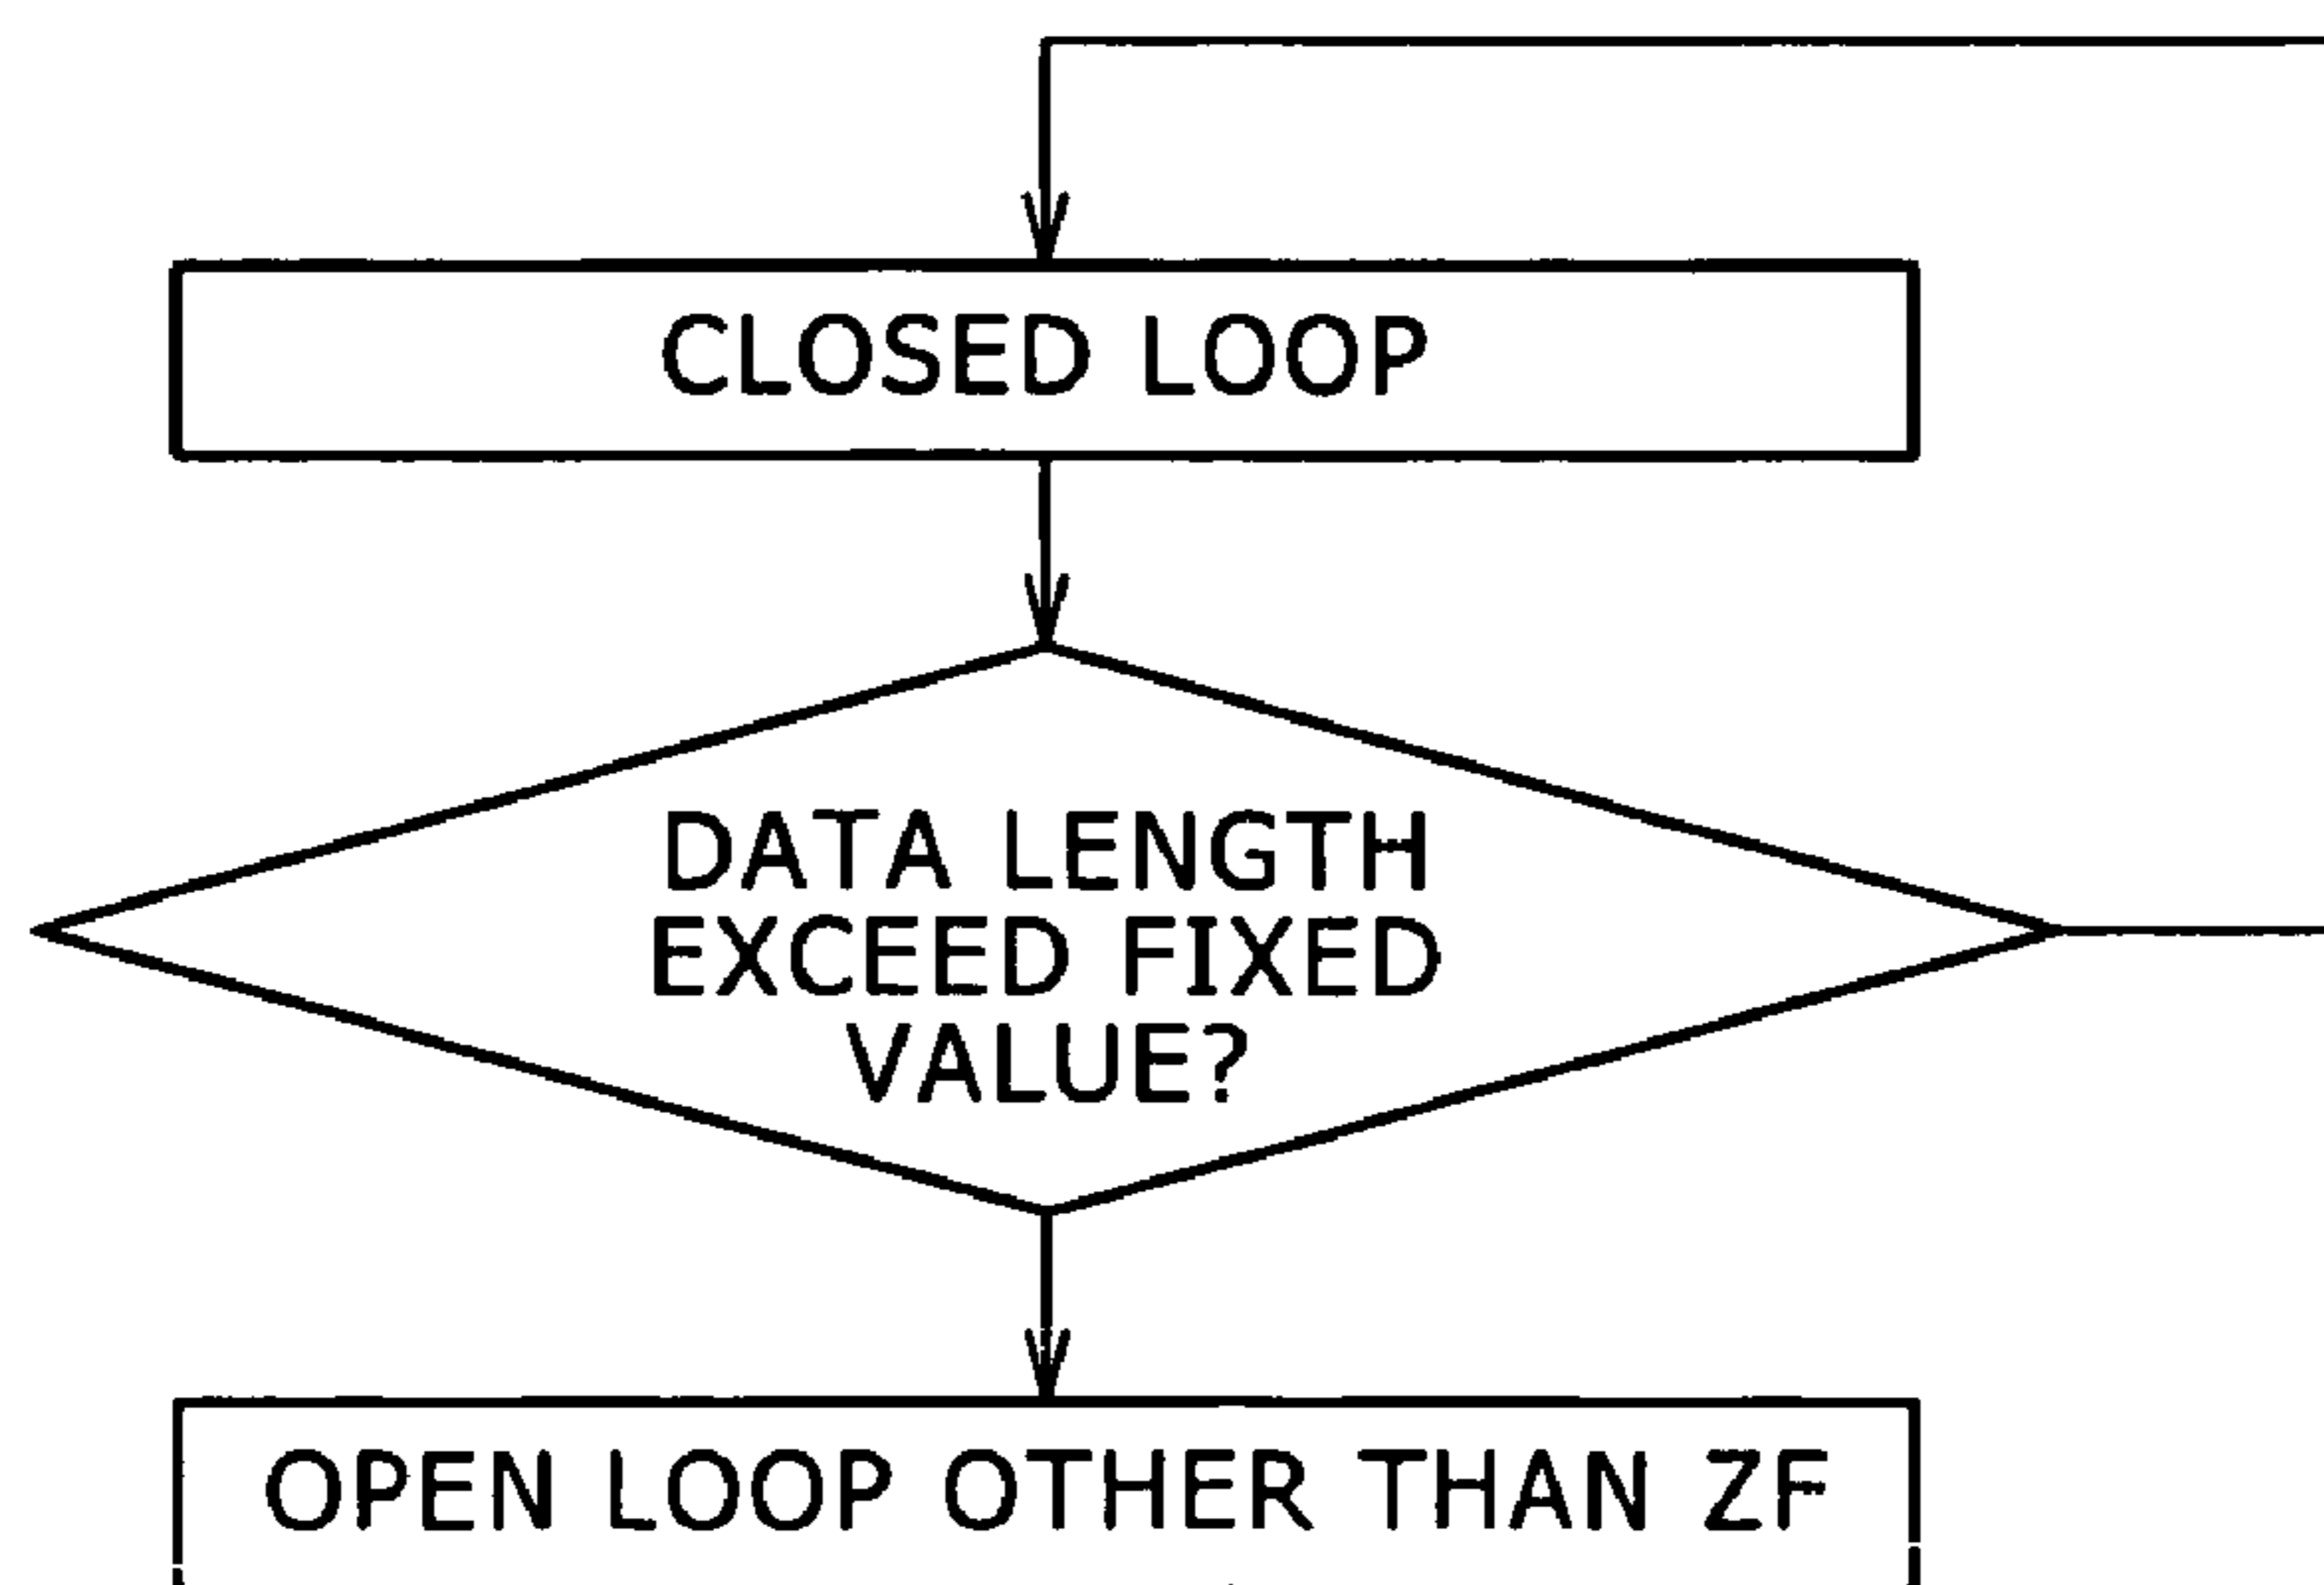 CLOSED LOOP
DATA LENGTH
EXCEED FIXED
VALUE?
OPEN LOOP OTHER THAN ZF